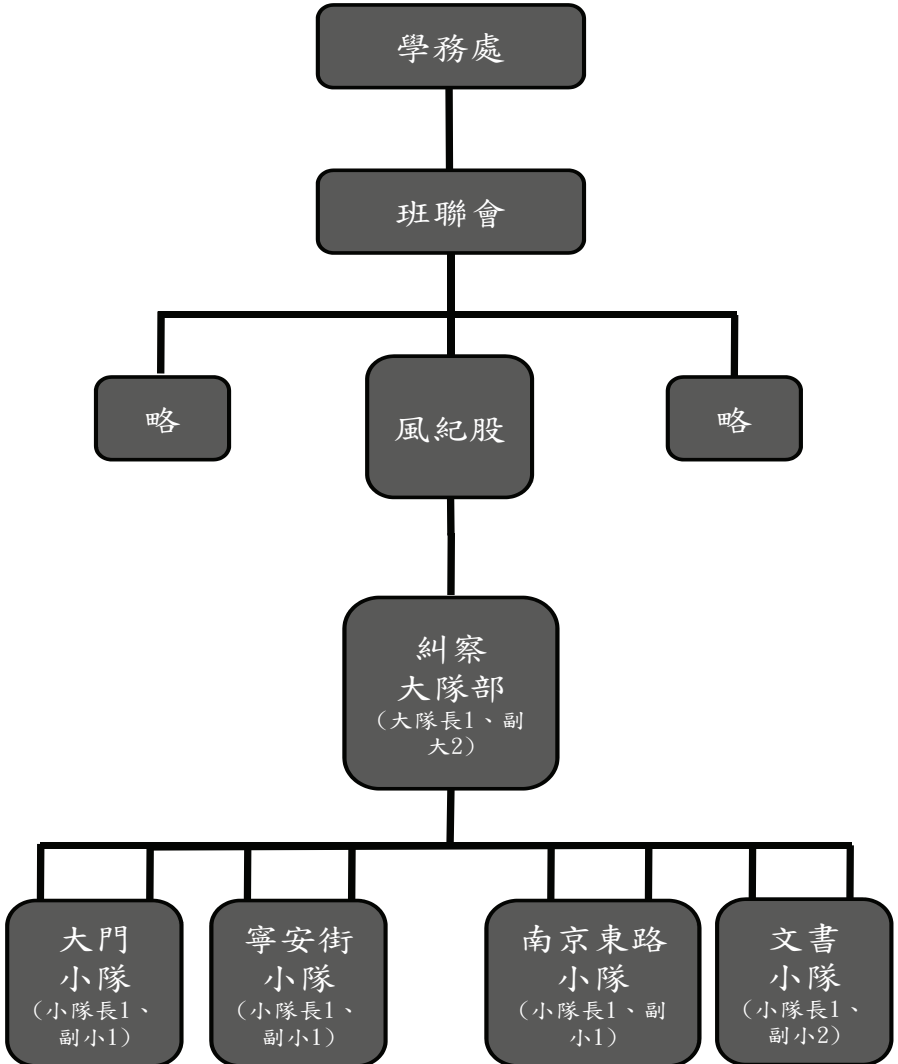 學務處
班聯會
略
風紀股
略
糾察
大隊部
（大隊長1、副
大2）
大門
小隊
（小隊長1、
副小1）
寧安街
小隊
（小隊長1、
副小1）
南京東路
小隊
（小隊長1、副
小1）
文書
小隊
（小隊長1、
副小2）